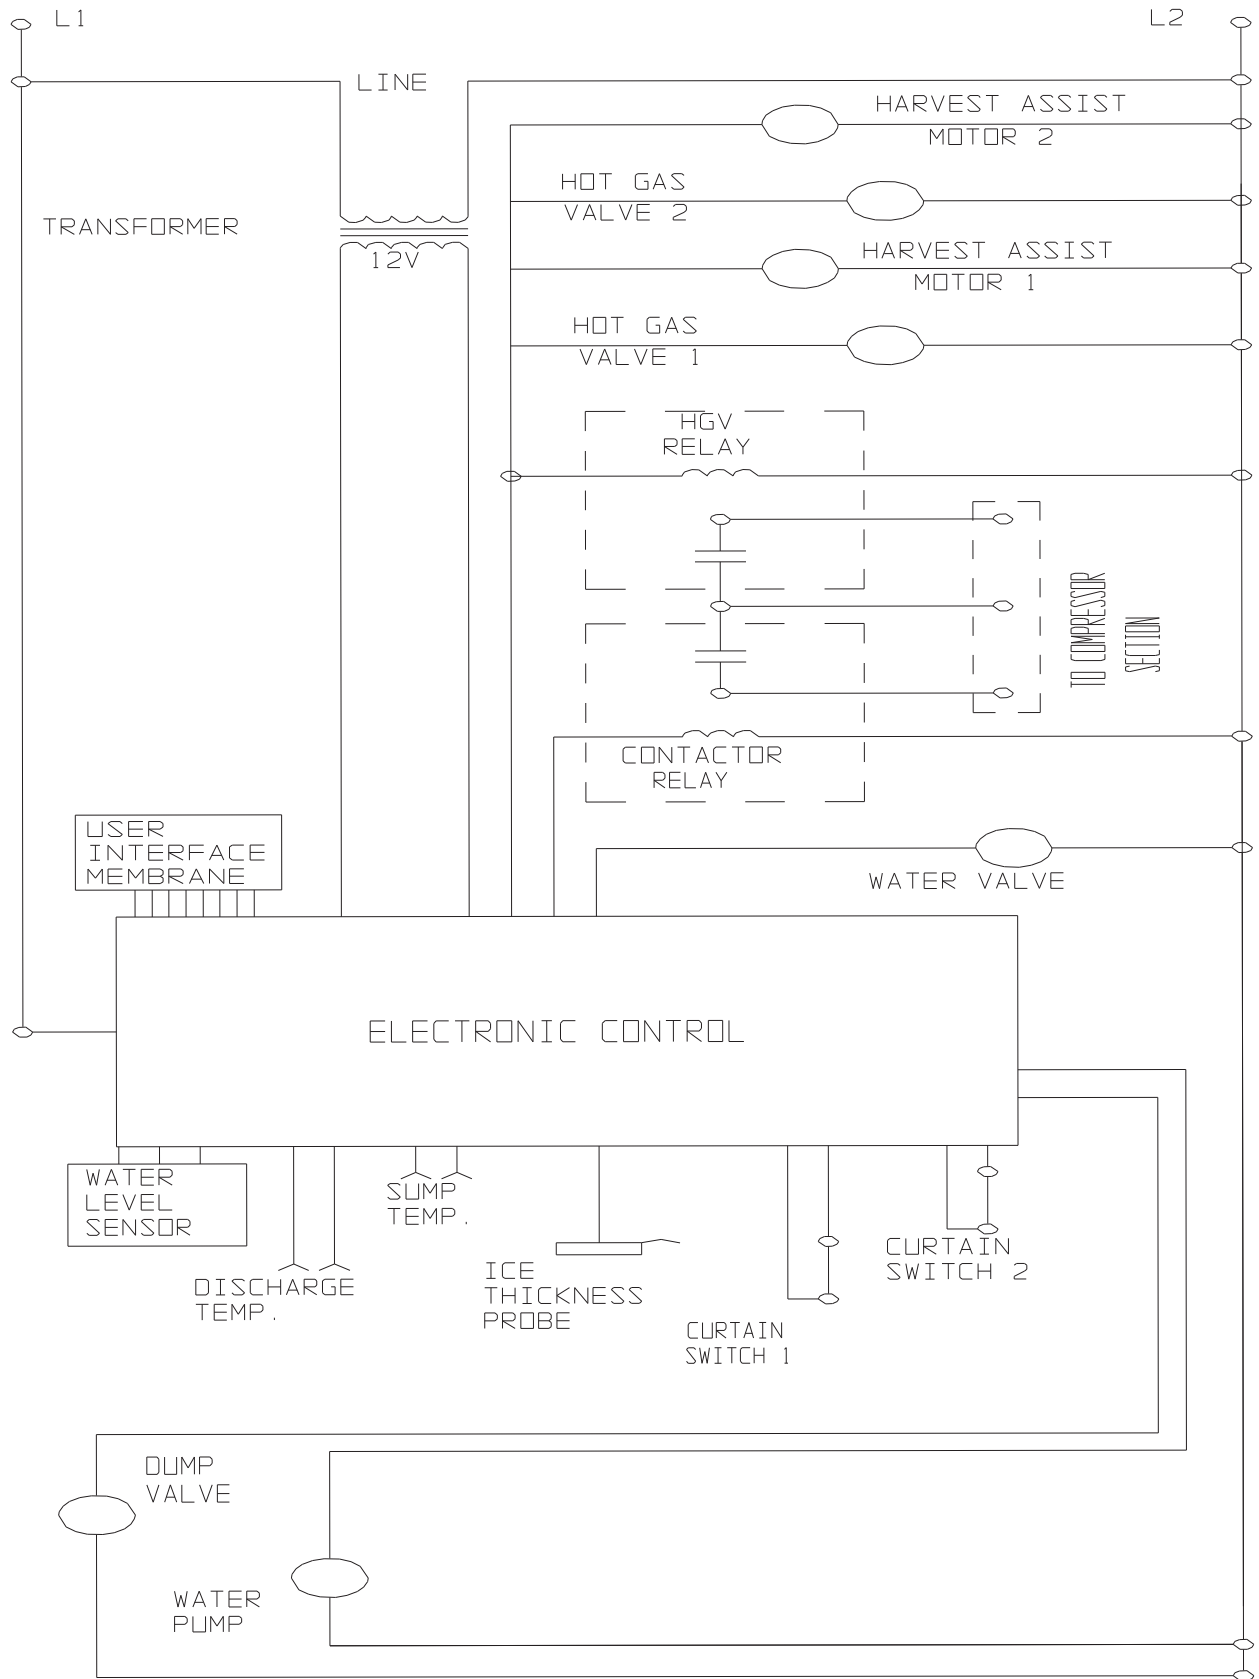 L1
L2
LINE
HARVEST ASSIST
MOTOR 2
HOT GAS
VALVE 2
TRANSFORMER
12V
HARVEST ASSIST
MOTOR 1
HOT GAS
VALVE 1
HGV
RELAY
TO COMPRESSOR
SECTION
CONTACTOR
RELAY
USER
INTERFACE
MEMBRANE
WATER VALVE
ELECTRONIC CONTROL
WATER
LEVEL
SENSOR
SUMP
TEMP.
DISCHARGE
TEMP.
ICE
THICKNESS
PROBE
CURTAIN
SWITCH 1
CURTAIN
SWITCH 2
DUMP
VALVE
WATER
PUMP